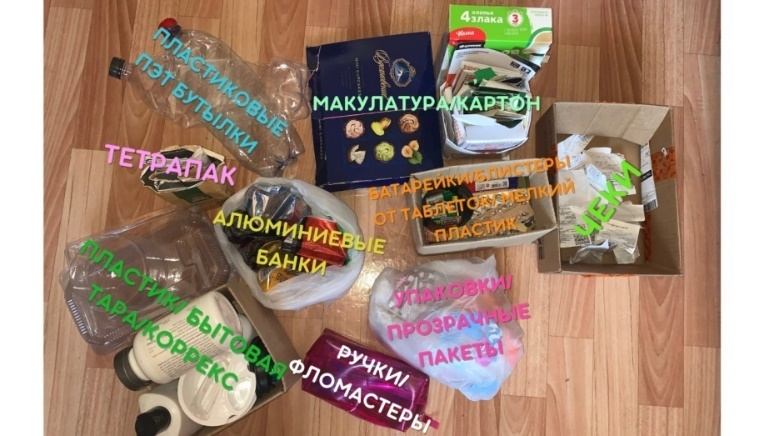 ПЛАСТИКОВЫЕ
ПЭТ БУТЫЛКИ
4 злака
3
МАКУЛАТУРА/КАРТОН
ТЕТРАПАК
БАТАРЕЙКИ/БЛИСТЕРЫ
ОТ ТАБЛЕТОК/ МЕЛКИЙ
ПЛАСТИК
ЧЕКИ
АЛЮМИНИЕВЫЕ
БАНКИ
ПЛАСТИК/ БЫТОВАЯ
ТАРА/КОРРЕКС
УПАКОВКИ/
ПРОЗРАЧНЫЕ
ПАКЕТЫ
РУЧКИ/
ФЛОМАСТЕРЫ